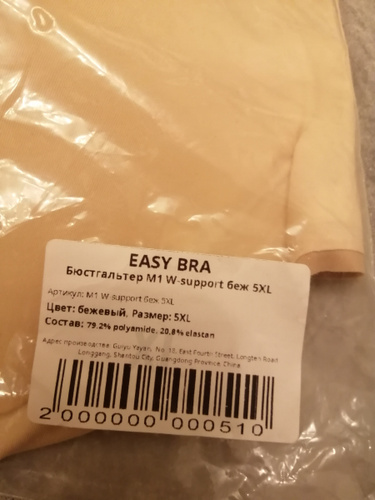 EASY BRA
Бюстгальтер M1 W-support беж 5XL
Артикул: M1 W-support беж 5XL
Цвет: бежевый, Размер: 5XL
Состав: 79.2% polyamide, 20,8% elastan
Адрес производства: Guiyu Yayan, No. 10, East Fourth Street, Longten Road
Longgang, Shantou City, Guangdong Province, China
2 000000 000510